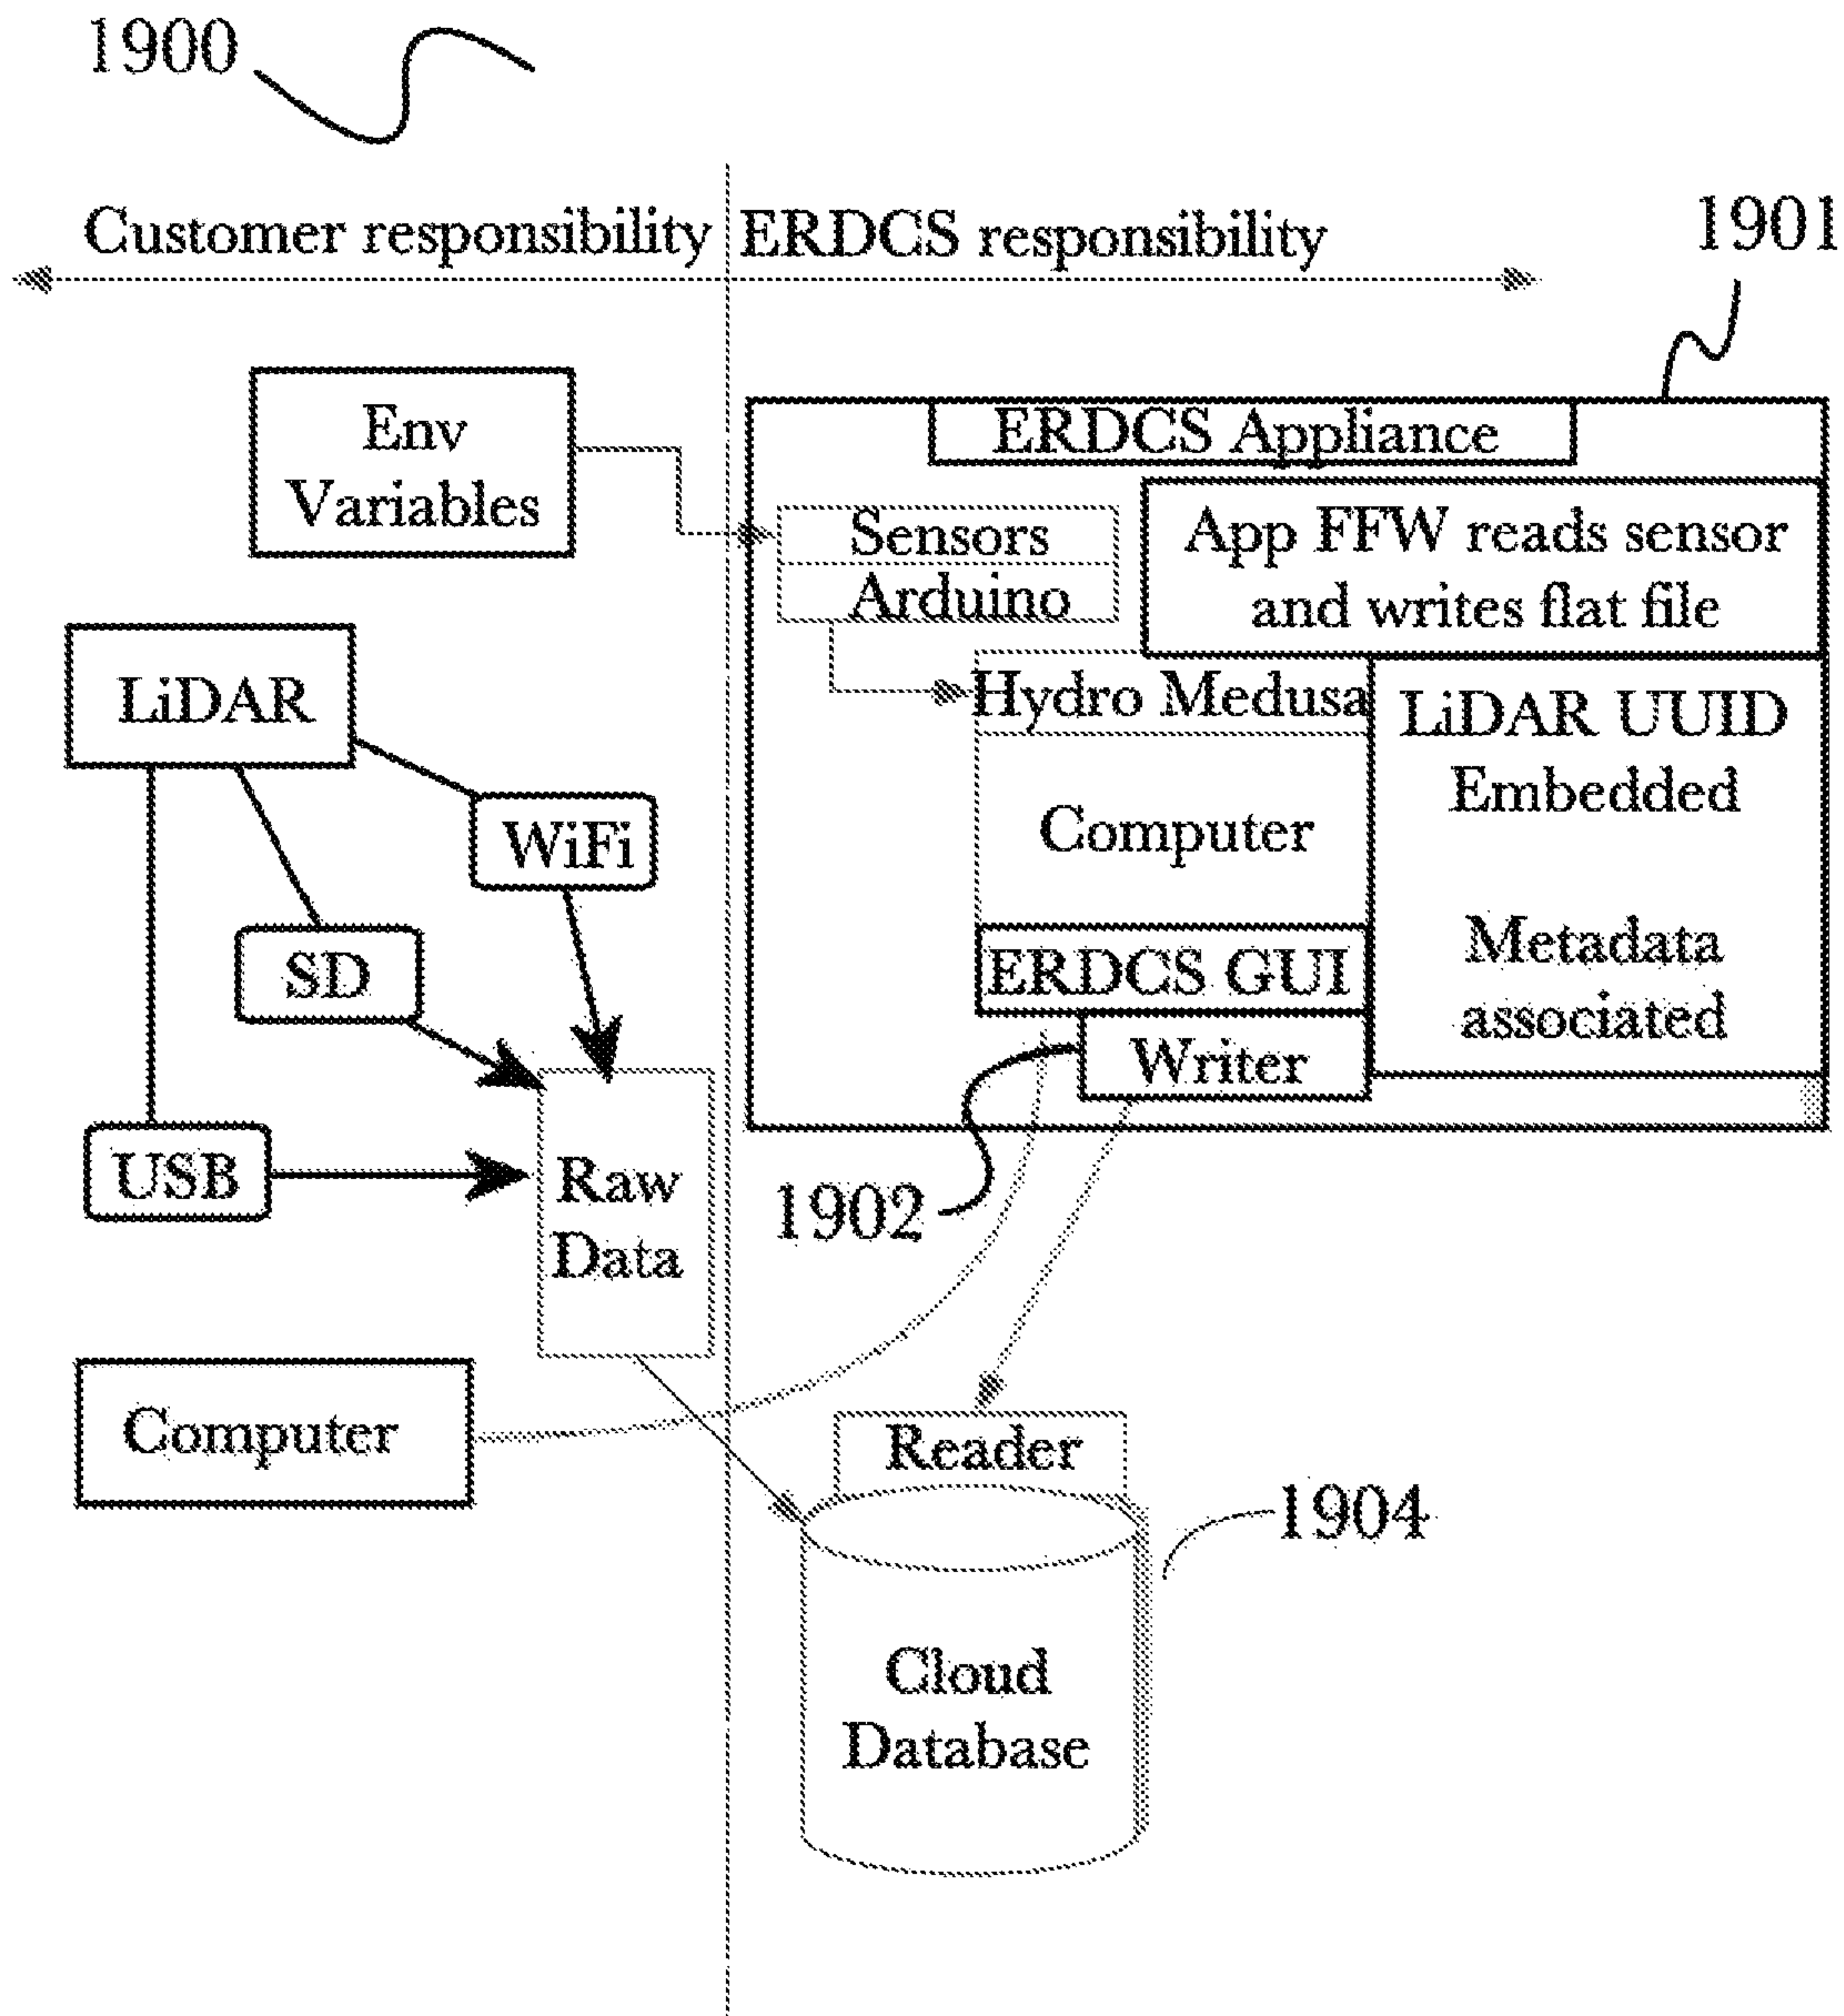 1900
Customer responsibility
ERDCS responsibility
1901
Env
Variables
ERDCS Appliance
Sensors
Arduino
App FFW reads sensor
and writes flat file
LiDAR
Hydro Medusa
LiDAR UUID
Embedded
Computer
WiFi
SD
Metadata
associated
ERDCS GUI
Writer
USB
Raw
Data
1902
Computer
Reader
1904
Cloud
Database